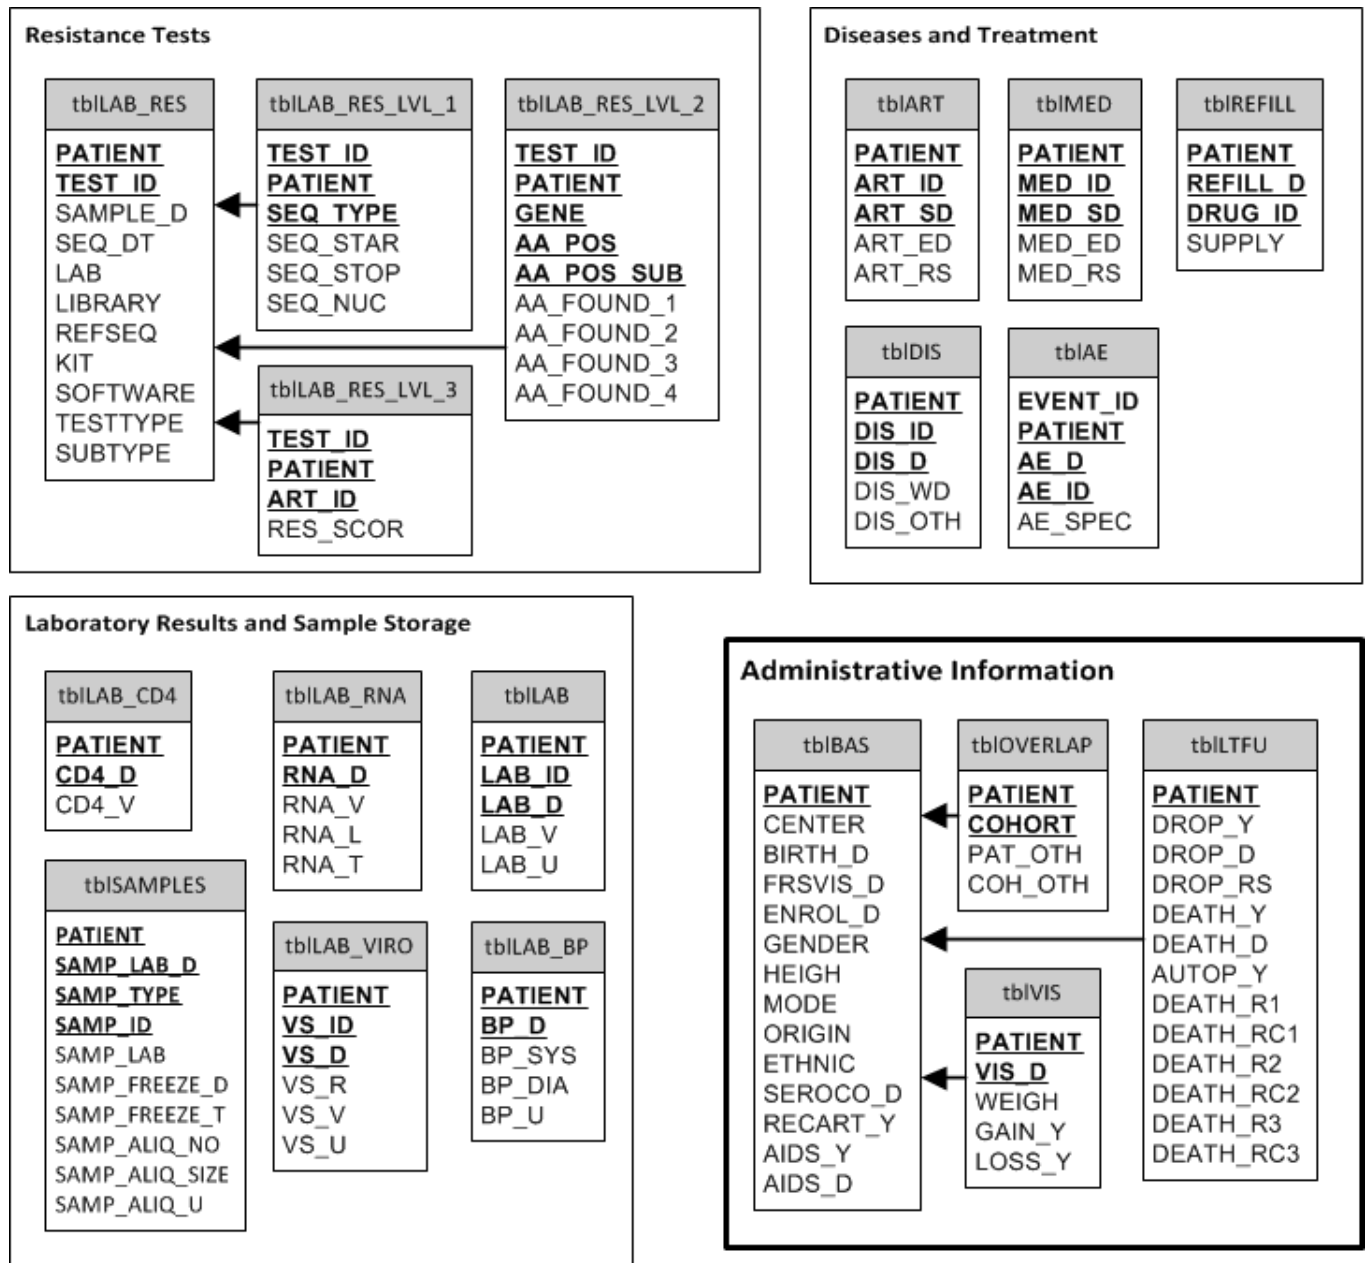 Resistance Tests
tblLAB_RES
PATIENT
TEST_ID
SAMPLE_D
SEQ_DT
LAB
LIBRARY
REFSEQ
KIT
SOFTWARE
TESTTYPE
SUBTYPE
tblLAB_RES_LVL_1
TEST_ID
PATIENT
SEQ_TYPE
SEQ_STAR
SEQ_STOP
SEQ_NUC
tblLAB_RES_LVL_3
TEST_ID
PATIENT
ART_ID
RES_SCOR
tblLAB_RES_LVL_2
TEST_ID
PATIENT
GENE
AA_POS
AA_POS_SUB
AA_FOUND_1
AA_FOUND_2
AA_FOUND_3
AA_FOUND_4
Diseases and Treatment
tblART
PATIENT
ART_ID
ART_SD
ART_ED
ART_RS
tblMED
PATIENT
MED_ID
MED_SD
MED_ED
MED_RS
tblREFILL
PATIENT
REFILL_D
DRUG_ID
SUPPLY
tblDIS
PATIENT
DIS_ID
DIS_D
DIS_WD
DIS_OTH
tblAE
EVENT_ID
PATIENT
AE_D
AE_ID
AE_SPEC
Laboratory Results and Sample Storage
tblLAB_CD4
PATIENT
CD4_D
CD4_V
tblLAB_RNA
PATIENT
RNA_D
RNA_V
RNA_L
RNA_T
tblLAB
PATIENT
LAB_ID
LAB_D
LAB_V
LAB_U
tblSAMPLES
PATIENT
SAMP_LAB_D
SAMP_TYPE
SAMP_ID
SAMP_LAB
SAMP_FREEZE_D
SAMP_FREEZE_T
SAMP_ALIQ_NO
SAMP_ALIQ_SIZE
SAMP_ALIQ_U
tblLAB_VIRO
PATIENT
VS_ID
VS_D
VS_R
VS_V
VS_U
tblLAB_BP
PATIENT
BP_D
BP_SYS
BP_DIA
BP_U
Administrative Information
tblBAS
PATIENT
CENTER
BIRTH_D
FRSVIS_D
ENROL_D
GENDER
HEIGH
MODE
ORIGIN
ETHNIC
SEROCO_D
RECART_Y
AIDS_Y
AIDS_D
tblOVERLAP
PATIENT
COHORT
PAT_OTH
COH_OTH
tblVIS
PATIENT
VIS_D
WEIGH
GAIN_Y
LOSS_Y
tblLTFU
PATIENT
DROP_Y
DROP_D
DROP_RS
DEATH_Y
DEATH_D
AUTOP_Y
DEATH_R1
DEATH_RC1
DEATH_R2
DEATH_RC2
DEATH_R3
DEATH_RC3